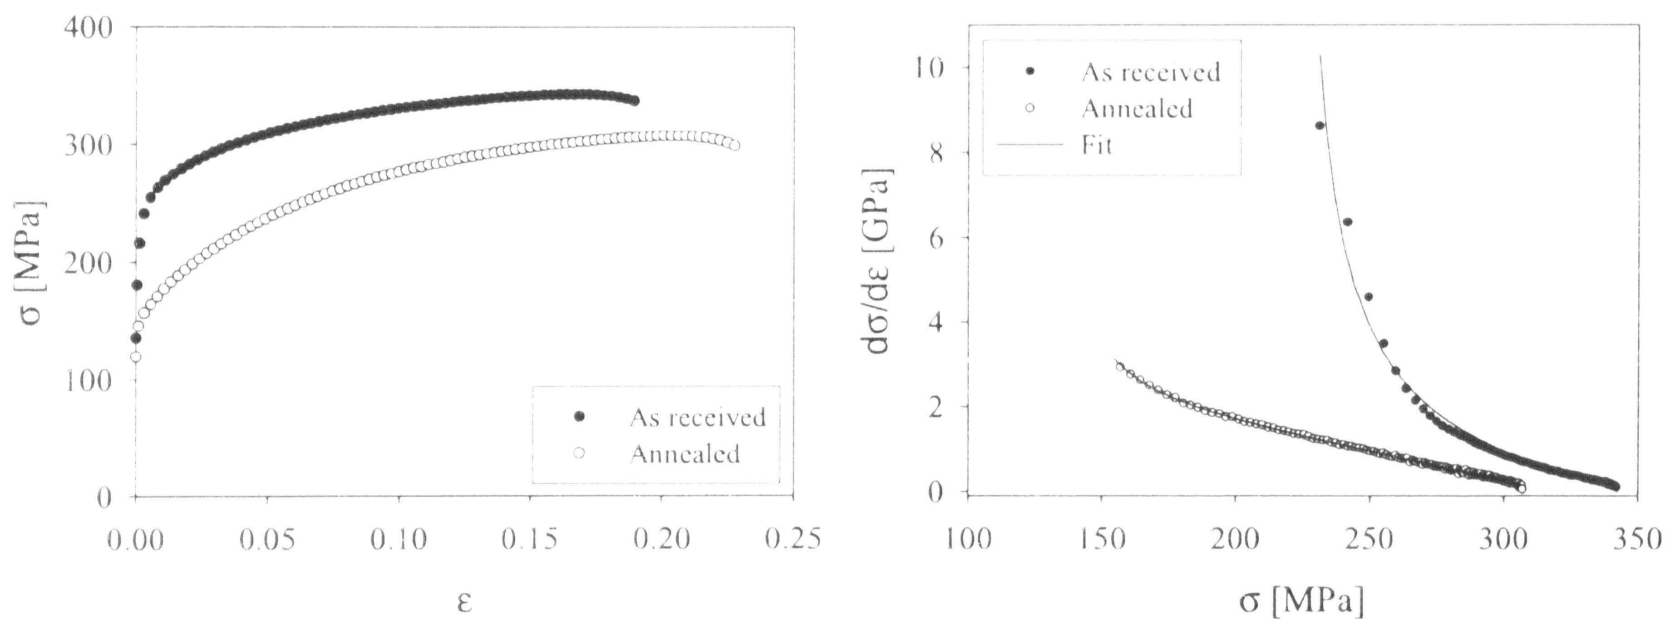 400
300
200
100
0
σ [MPa]
As received
Annealed
0.00 0.05 0.10 0.15 0.20 0.25
ε
10
8
6
4
2
0
dσ/dε [GPa]
As received
Annealed
Fit
100 150 200 250 300 350
σ [MPa]